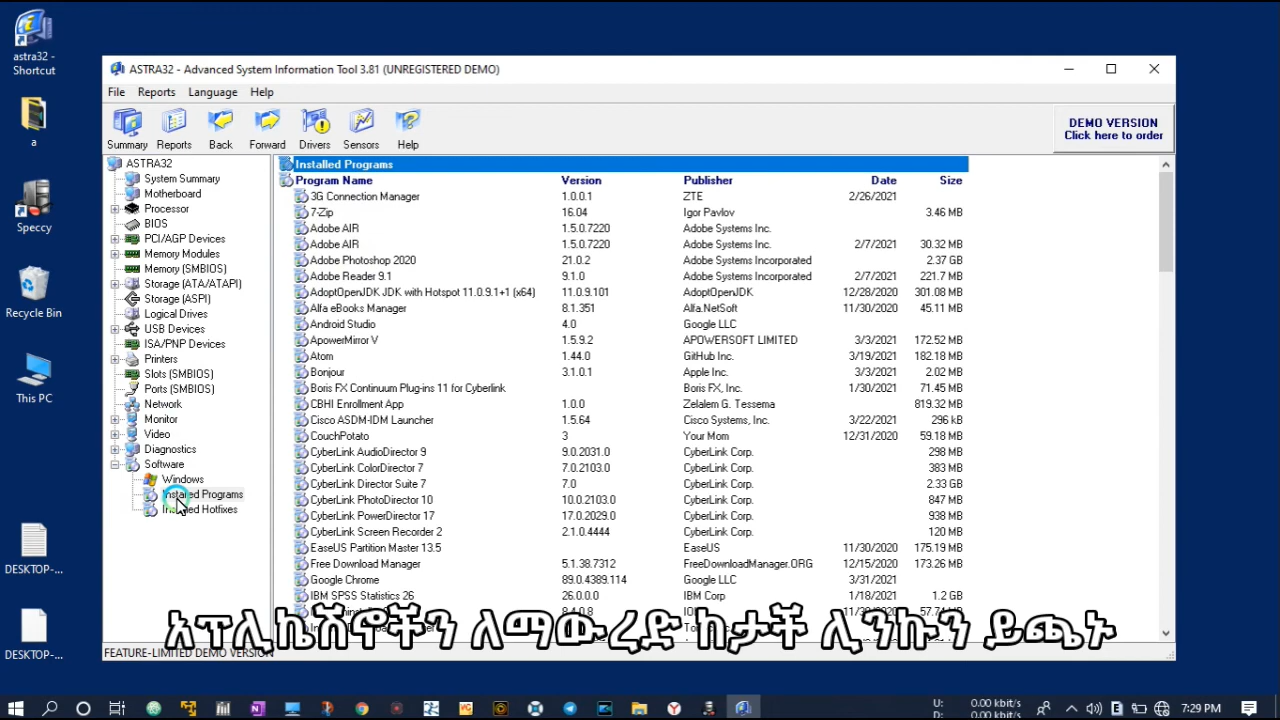 astra32 -
Shortcut
a
Speccy
Recycle Bin
This PC
DESKTOP-...
DESKTOP-...
ASTRA32 - Advanced System Information Tool 3.81 (UNREGISTERED DEMO)
File Reports Language Help
Summary Reports Back Forward Drivers Sensors Help
DEMO VERSION
Click here to order
ASTRA32
System Summary
Motherboard
Processor
BIOS
PCI/AGP Devices
Memory Modules
Memory (SMBIOS)
Storage (ATA/ATAPI)
Storage (ASPI)
Logical Drives
USB Devices
ISA/PNP Devices
Printers
Slots (SMBIOS)
Ports (SMBIOS)
Network
Monitor
Video
Diagnostics
Software
Windows
Installed Programs
Installed Hotfixes
Installed Programs
Program Name Version Publisher Date Size
3G Connection Manager 1.0.0.1 ZTE 2/26/2021
7-Zip 16.04 Igor Pavlov 3.46 MB
Adobe AIR 1.5.0.7220 Adobe Systems Inc.
Adobe AIR 1.5.0.7220 Adobe Systems Inc. 2/7/2021 30.32 MB
Adobe Photoshop 2020 21.0.2 Adobe Systems Incorporated 2.37 GB
Adobe Reader 9.1 9.1.0 Adobe Systems Incorporated 2/7/2021 221.7 MB
AdoptOpenJDK JDK with Hotspot 11.0.9.1+1 (x64) 11.0.9.101 AdoptOpenJDK 12/28/2020 301.08 MB
Alfa eBooks Manager 8.1.351 Alfa.NetSoft 11/30/2020 45.11 MB
Android Studio 4.0 Google LLC
ApowerMirror V 1.5.9.2 APOWERSOFT LIMITED 3/3/2021 172.52 MB
Atom 1.44.0 GitHub Inc. 3/19/2021 182.18 MB
Bonjour 3.1.0.1 Apple Inc. 3/3/2021 2.02 MB
Boris FX Continuum Plug-ins 11 for Cyberlink Boris FX, Inc. 1/30/2021 71.45 MB
CBHI Enrollment App 1.0.0 Zelalem G. Tessema 819.32 MB
Cisco ASDM-IDM Launcher 1.5.64 Cisco Systems, Inc. 3/22/2021 296 kB
CouchPotato 3 Your Mom 12/31/2020 59.18 MB
CyberLink AudioDirector 9 9.0.2031.0 CyberLink Corp. 298 MB
CyberLink ColorDirector 7 7.0.2103.0 CyberLink Corp. 383 MB
CyberLink Director Suite 7 7.0 CyberLink Corp. 2.33 GB
CyberLink PhotoDirector 10 10.0.2103.0 CyberLink Corp. 847 MB
CyberLink PowerDirector 17 17.0.2029.0 CyberLink Corp. 938 MB
CyberLink Screen Recorder 2 2.1.0.4444 CyberLink Corp. 2.03 GB
EaseUS Partition Master 13.5 EaseUS 11/30/2020 175.19 MB
Free Download Manager 5.1.38.7312 FreeDownloadManager.ORG 12/15/2020 173.26 MB
Google Chrome 89.0.4389.114 Google LLC 3/31/2021
IBM SPSS Statistics 26 26.0.0.0 IBM Corp 1/18/2021 1.2 GB
አፕሊኬሽኖችን ለማውረድ ከታች ሊንኩን ይጫኑ
FEATURE-LIMITED DEMO VERSION
U: 0.00 kbit/s
D: 0.00 kbit/s
7:29 PM